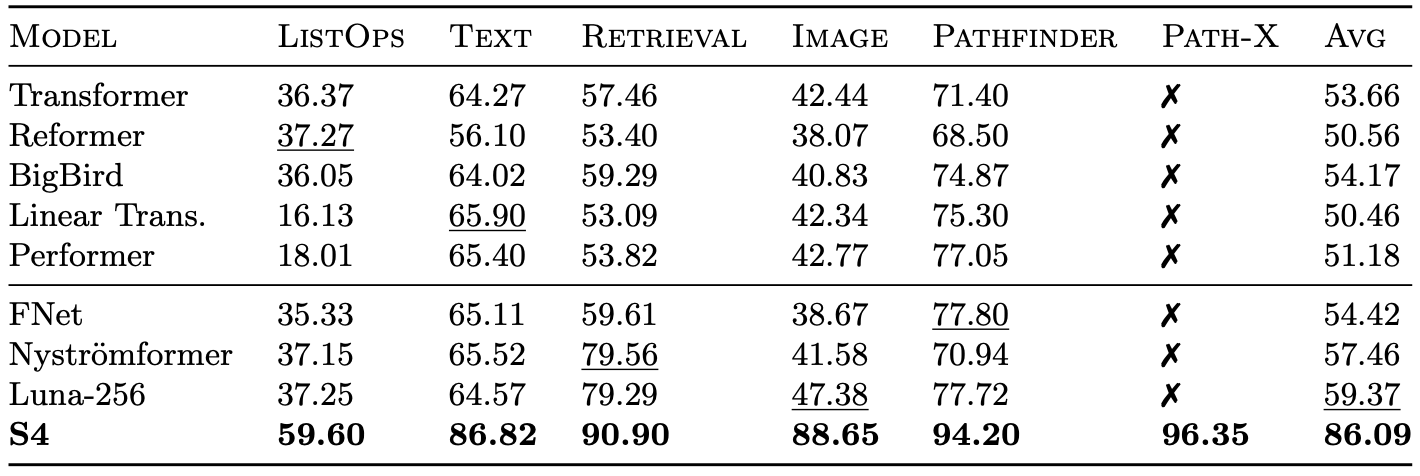 MODEL LISTOPS TEXT RETRIEVAL IMAGE PATHFINDER PATH-X AVG
Transformer 36.37 64.27 57.46 42.44 71.40 ✗ 53.66
Reformer 37.27 56.10 53.40 38.07 68.50 ✗ 50.56
BigBird 36.05 64.02 59.29 40.83 74.87 ✗ 54.17
Linear Trans. 16.13 65.90 53.09 42.34 75.30 ✗ 50.46
Performer 18.01 65.40 53.82 42.77 77.05 ✗ 51.18
FNet 35.33 65.11 59.61 38.67 77.80 ✗ 54.42
Nyströmformer 37.15 65.52 79.56 41.58 70.94 ✗ 57.46
Luna-256 37.25 64.57 79.29 47.38 77.72 ✗ 59.37
S4 59.60 86.82 90.90 88.65 94.20 96.35 86.09